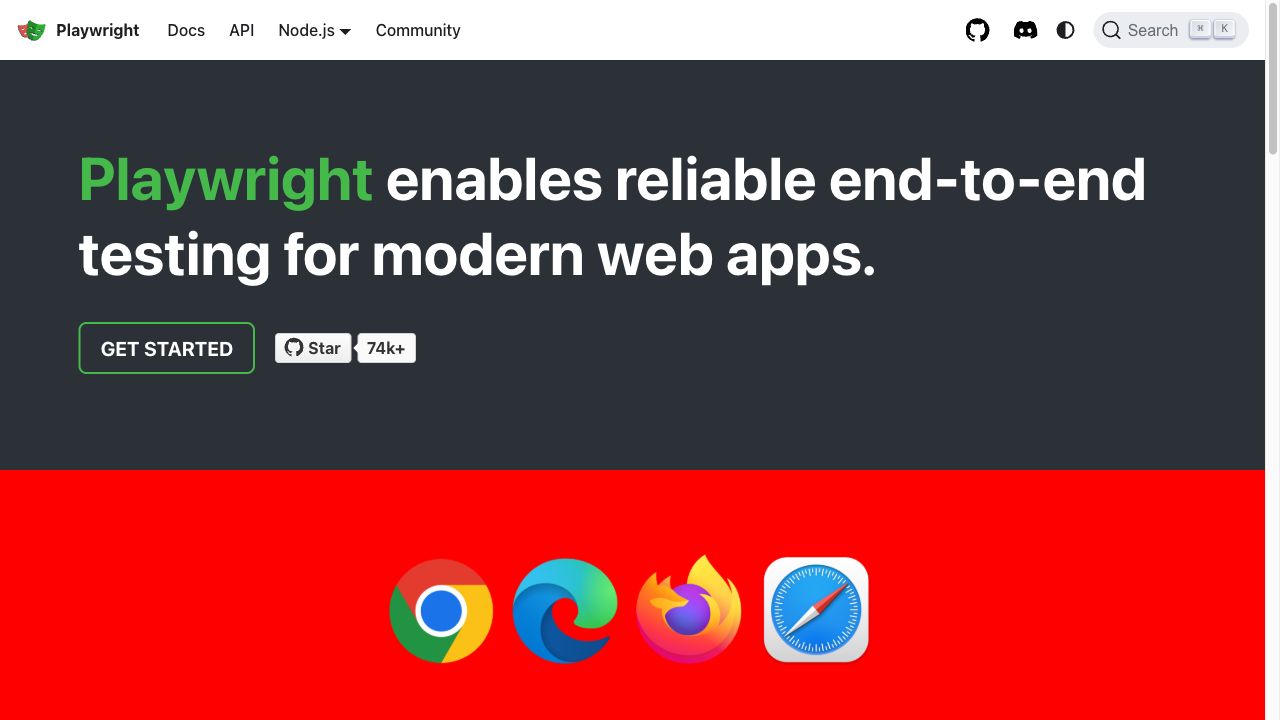 Playwright Docs API Node.js Community Search ⌘ K
Playwright enables reliable end-to-end
testing for modern web apps.
GET STARTED Star 74k+